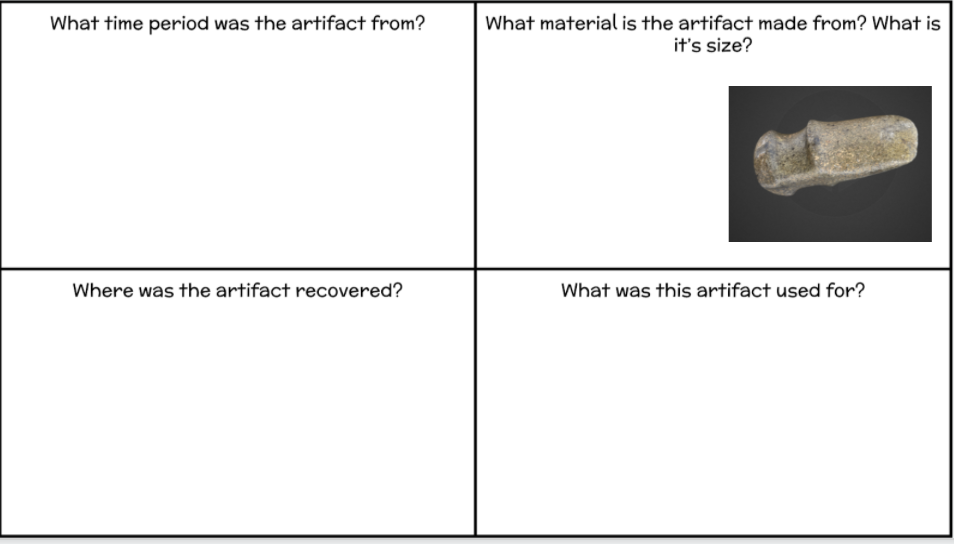 What time period was the artifact from?
What material is the artifact made from? What is
it's size?
Where was the artifact recovered?
What was this artifact used for?